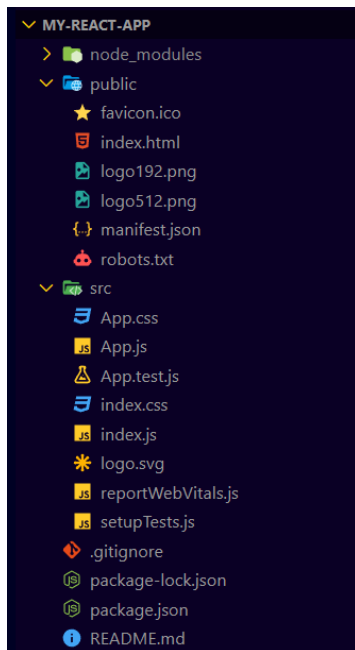 MY-REACT-APP
node_modules
public
favicon.ico
index.html
logo192.png
logo512.png
manifest.json
robots.txt
src
App.css
App.js
App.test.js
index.css
index.js
logo.svg
reportWebVitals.js
setupTests.js
.gitignore
package-lock.json
package.json
README.md